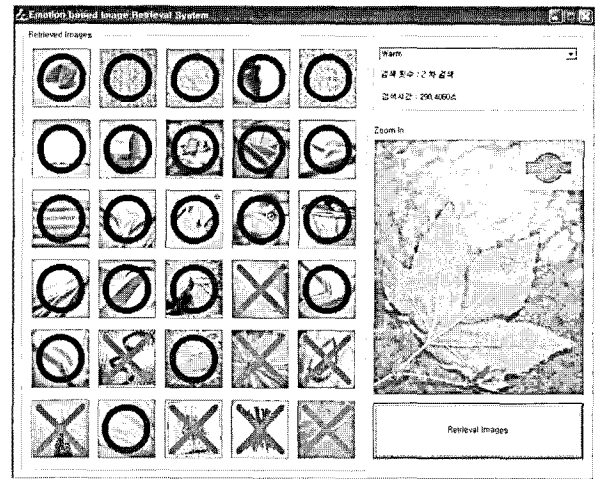 Emotion based Image Retrieval System
Retrieved Images
Warm
검색 횟수 : 2 차 검색
검색시간 : 290.4060초
Zoom In
Retrieval Images